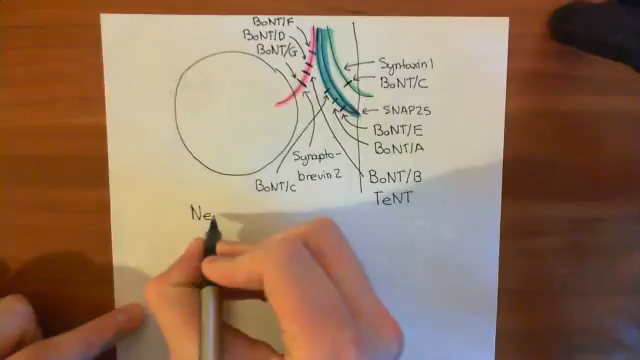 BoNT/F
BoNT/D
BoNT/G
Syntaxin 1
BoNT/C
SNAP25
BoNT/E
BoNT/A
Synapto-
brevin 2
BoNT/B
BoNT/C
TeNT
Ne